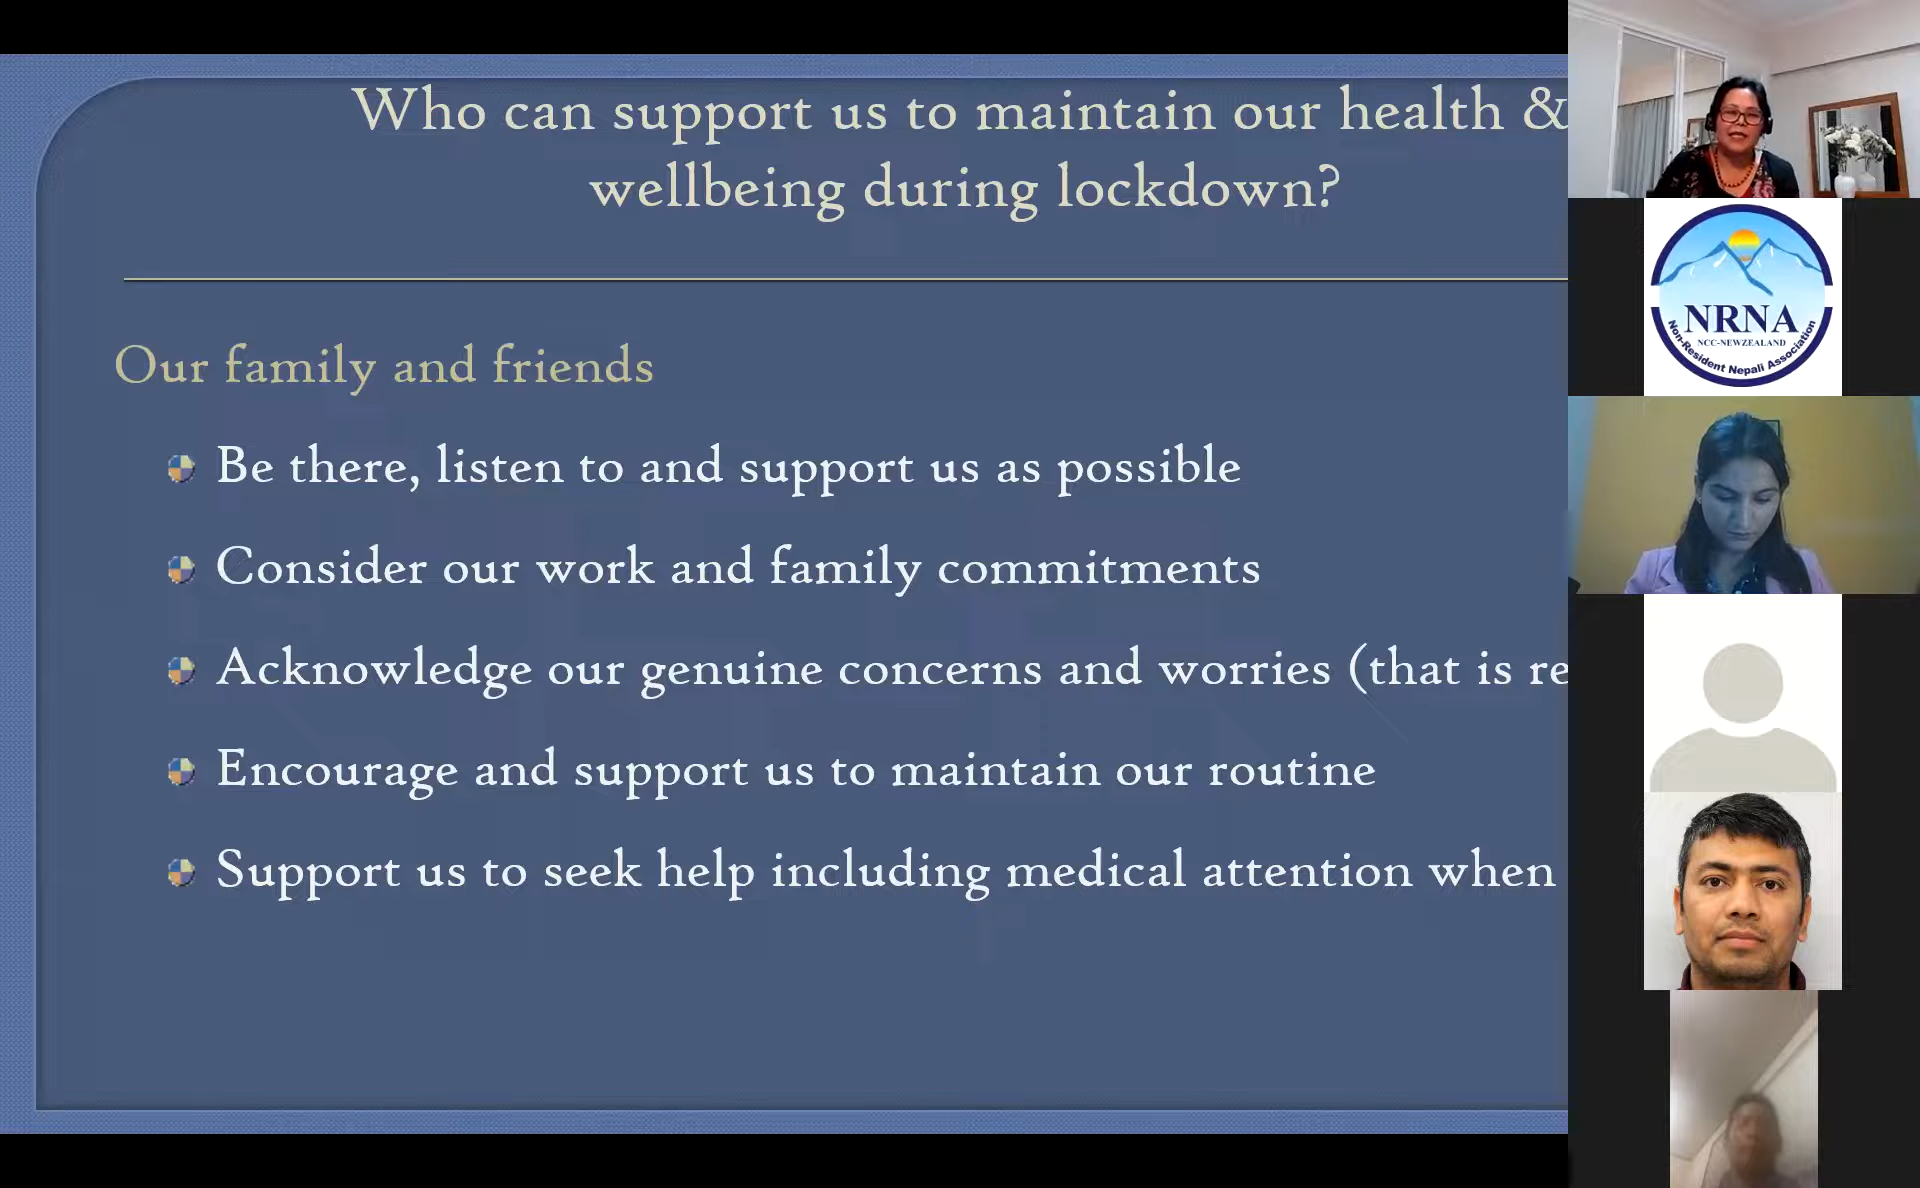 Who can support us to maintain our health &
wellbeing during lockdown?
Our family and friends
Be there, listen to and support us as possible
Consider our work and family commitments
Acknowledge our genuine concerns and worries (that is re
Encourage and support us to maintain our routine
Support us to seek help including medical attention when
NRNA
NCC-NEWZEALAND
Non-Resident Nepali Association